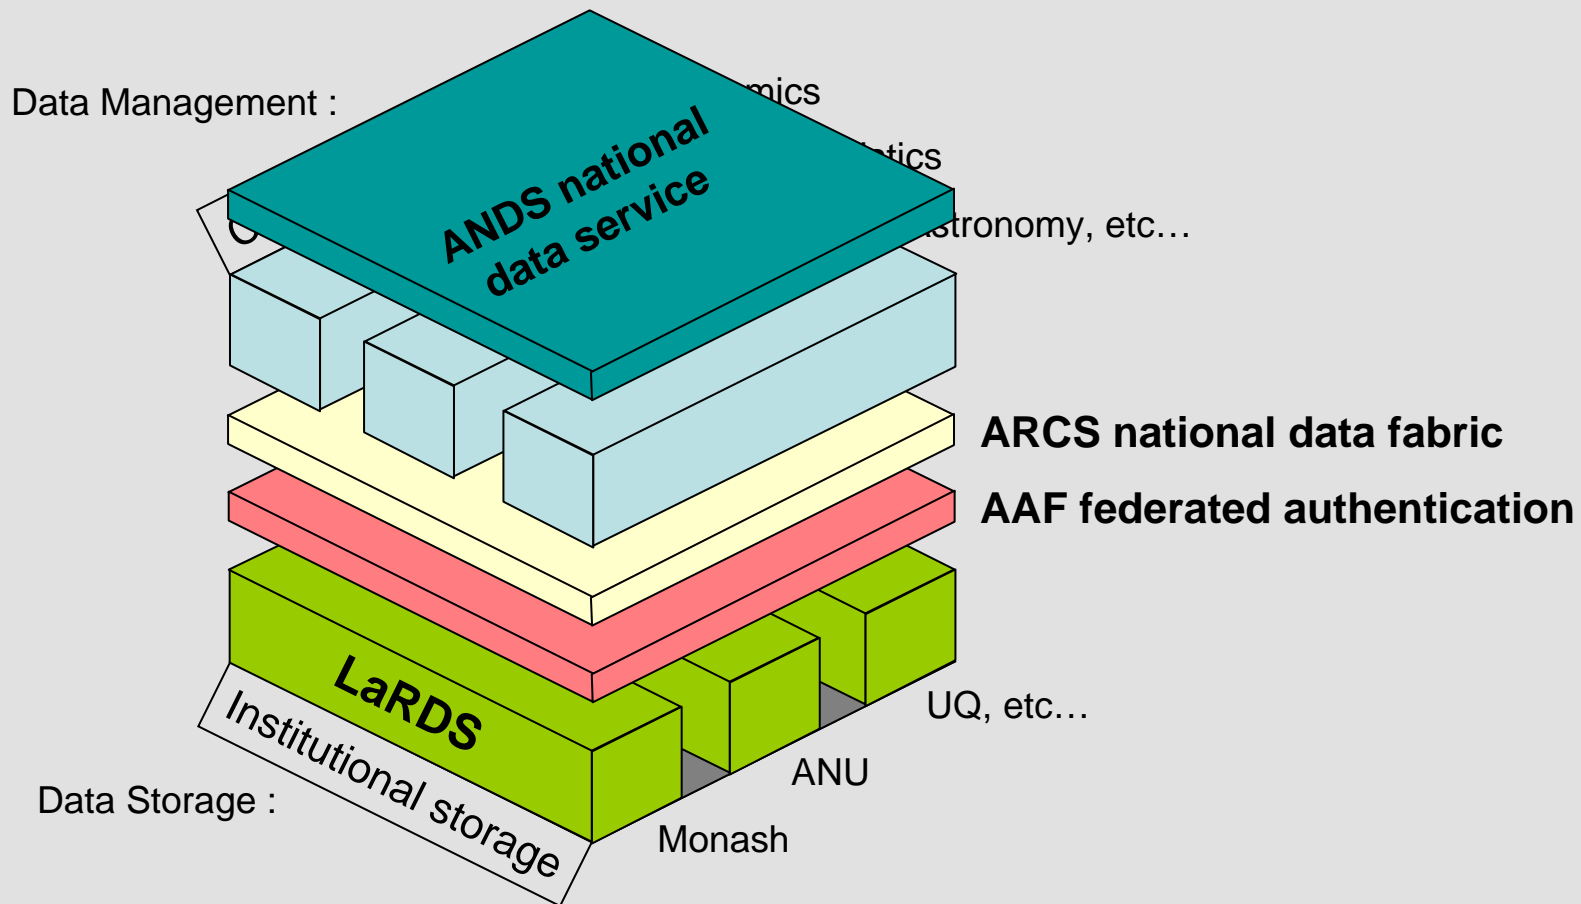 Data Management :
ANDS national
data service
etc…
ARCS national data fabric
AAF federated authentication
LaRDS
Institutional storage
UQ, etc…
ANU
Monash
Data Storage :